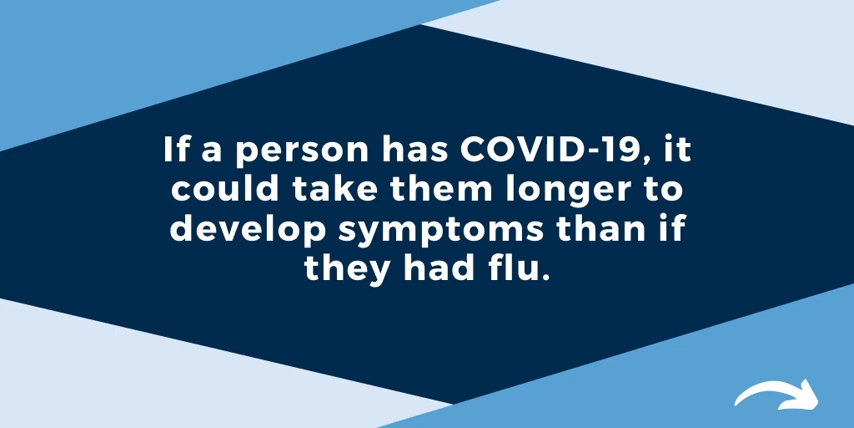 If a person has COVID-19, it
could take them longer to
develop symptoms than if
they had flu.